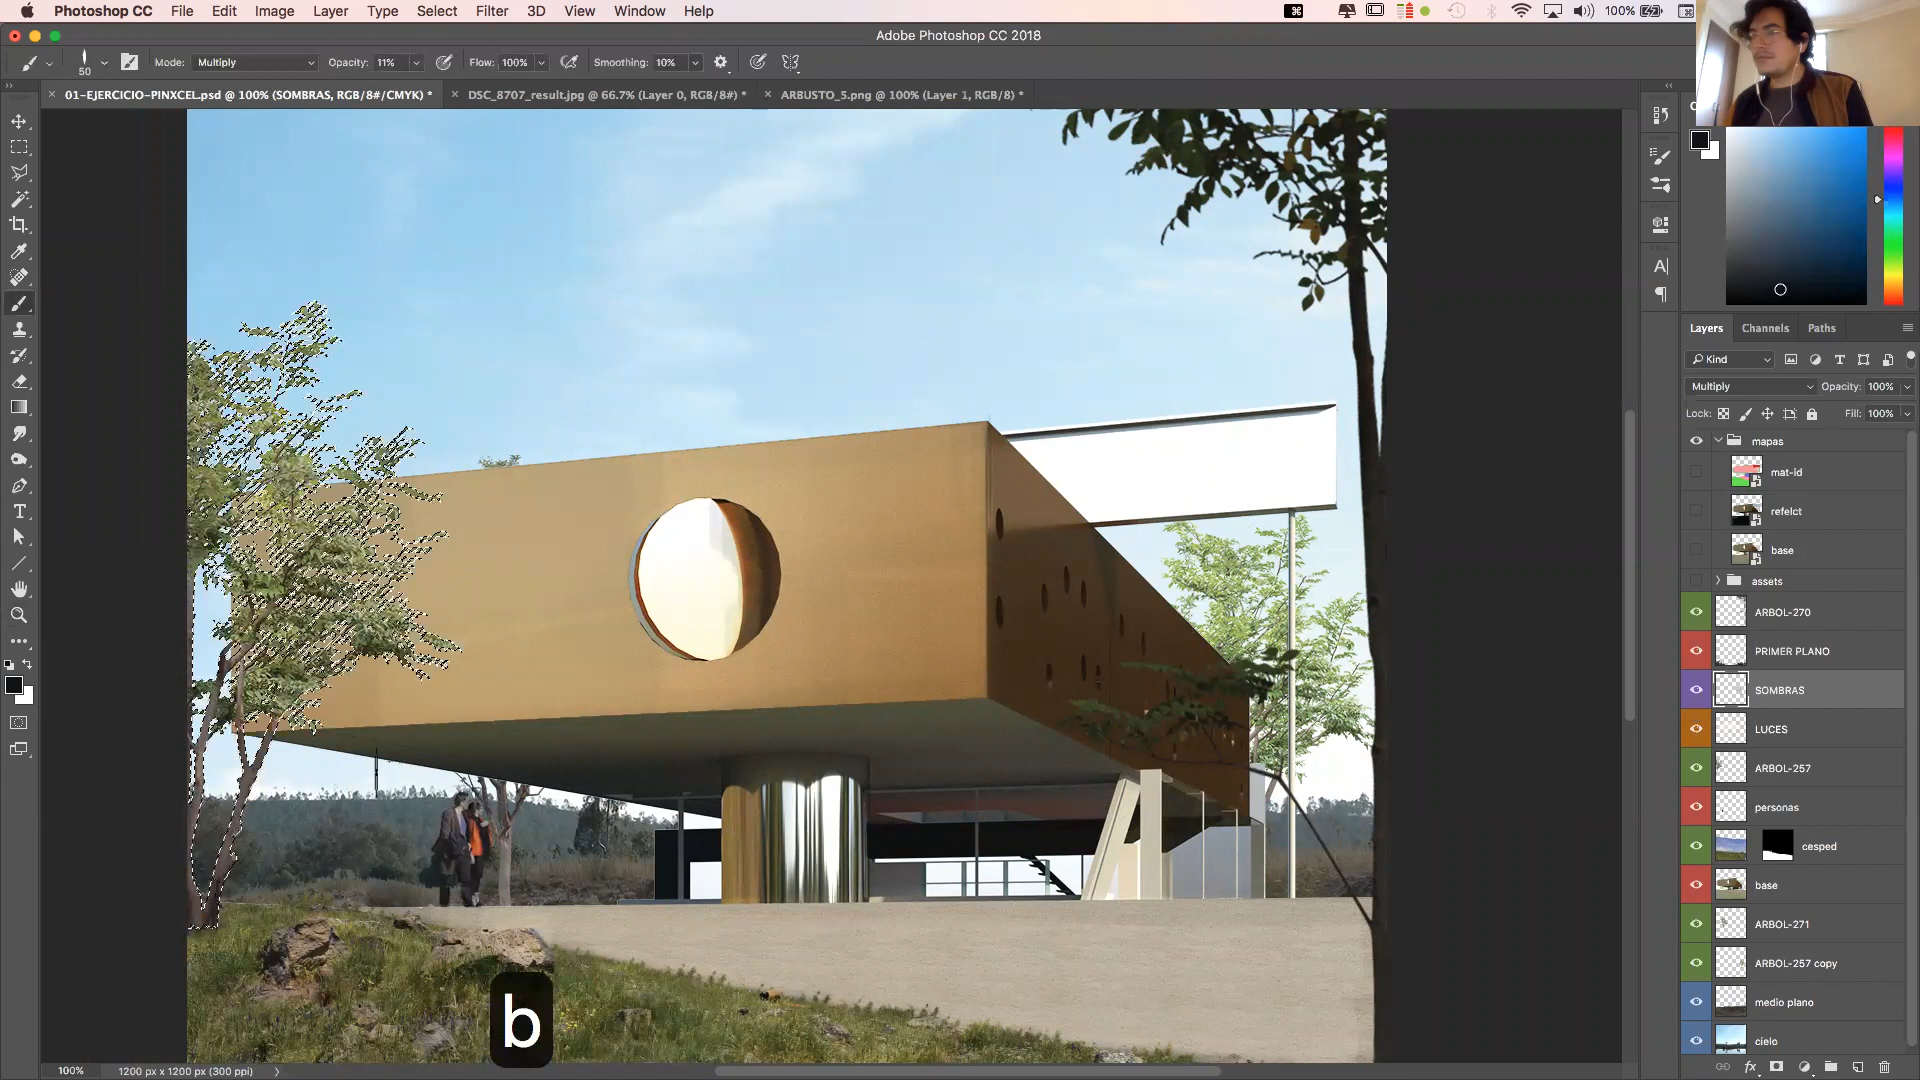 Photoshop CC File Edit Image Layer Type Select Filter 3D View Window Help 100%
Adobe Photoshop CC 2018
50 Mode: Multiply Opacity: 11% Flow: 100% Smoothing: 10%
01-EJERCICIO-PINXCEL.psd @ 100% (SOMBRAS, RGB/8#/CMYK) * DSC_8707_result.jpg @ 66.7% (Layer 0, RGB/8#) * ARBUSTO_5.png @ 100% (Layer 1, RGB/8) *
Layers Channels Paths
Kind
Multiply Opacity: 100%
Lock: Fill: 100%
mapas
mat-id
refelct
base
assets
ARBOL-270
PRIMER PLANO
SOMBRAS
LUCES
ARBOL-257
personas
cesped
base
ARBOL-271
ARBOL-257 copy
medio plano
cielo
b
100% 1200 px x 1200 px (300 ppi)